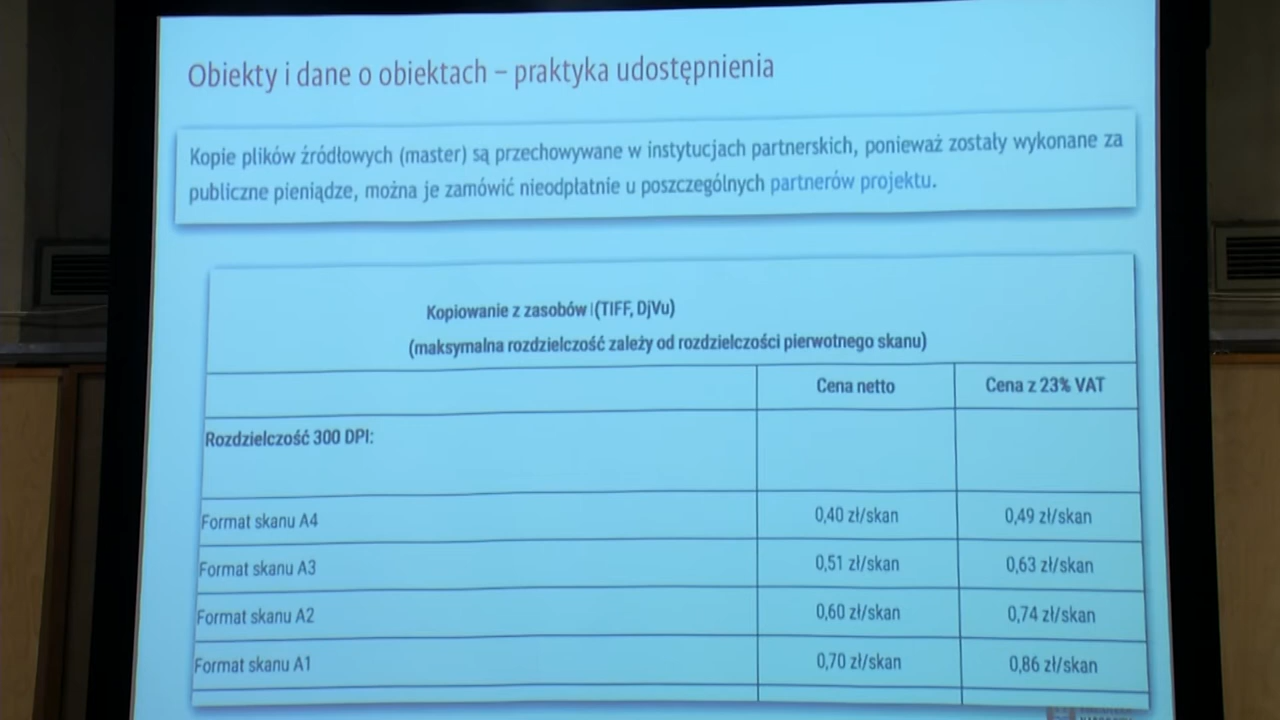 Obiekty i dane o obiektach – praktyka udostępnienia
Kopie plików źródłowych (master) są przechowywane w instytucjach partnerskich, ponieważ zostały wykonane za
publiczne pieniądze, można je zamówić nieodpłatnie u poszczególnych partnerów projektu.
Kopiowanie z zasobów (TIFF, DjVu)
(maksymalna rozdzielczość zależy od rozdzielczości pierwotnego skanu)
Cena netto Cena z 23% VAT
Rozdzielczość 300 DPI:
Format skanu A4 0,40 zł/skan 0,49 zł/skan
Format skanu A3 0,51 zł/skan 0,63 zł/skan
Format skanu A2 0,60 zł/skan 0,74 zł/skan
Format skanu A1 0,70 zł/skan 0,86 zł/skan